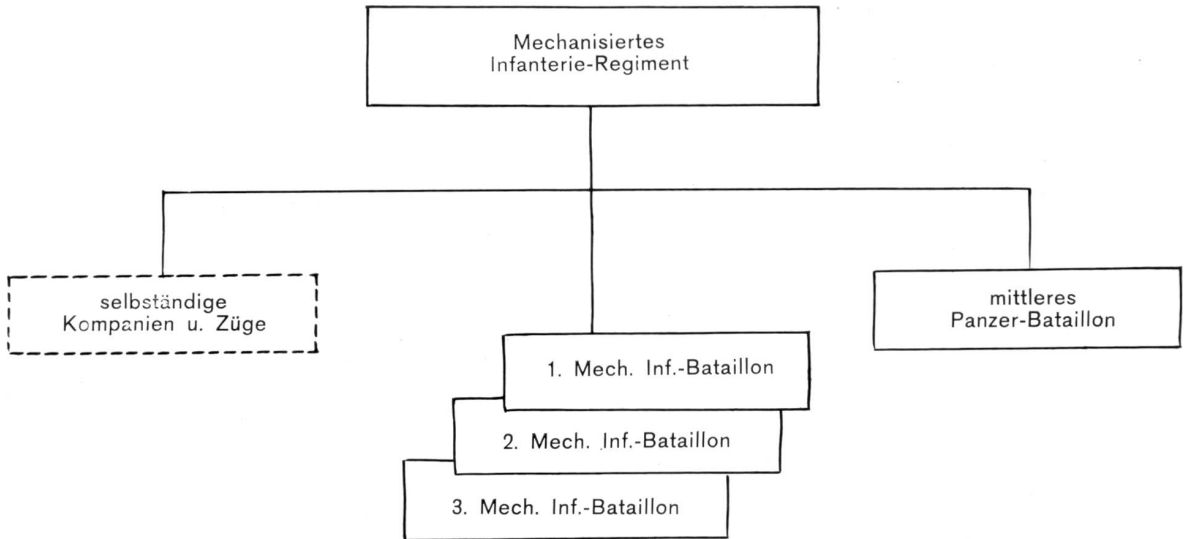 Mechanisiertes
Infanterie-Regiment
selbständige
Kompanien u. Züge
mittleres
Panzer-Bataillon
1. Mech. Inf.-Bataillon
2. Mech. Inf.-Bataillon
3. Mech. Inf.-Bataillon